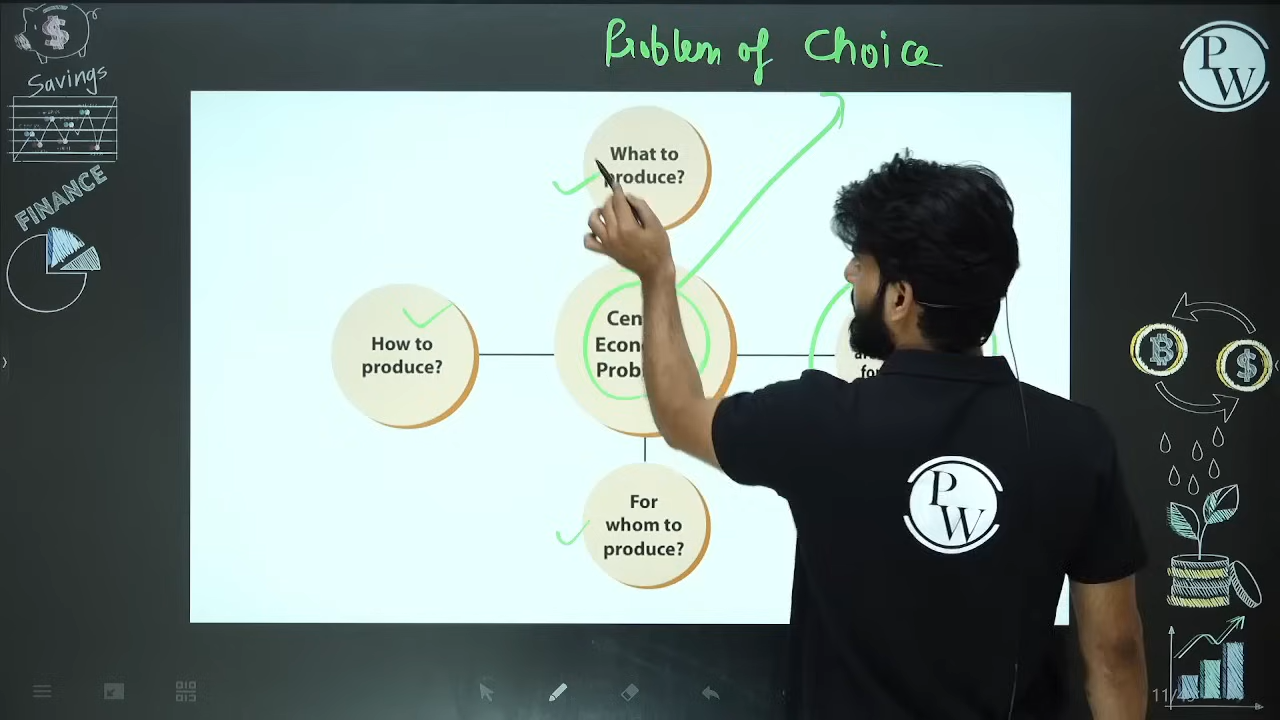 Problem of Choice
Savings
FINANCE
P
W
What to
produce?
How to
produce?
For
whom to
produce?
P
W